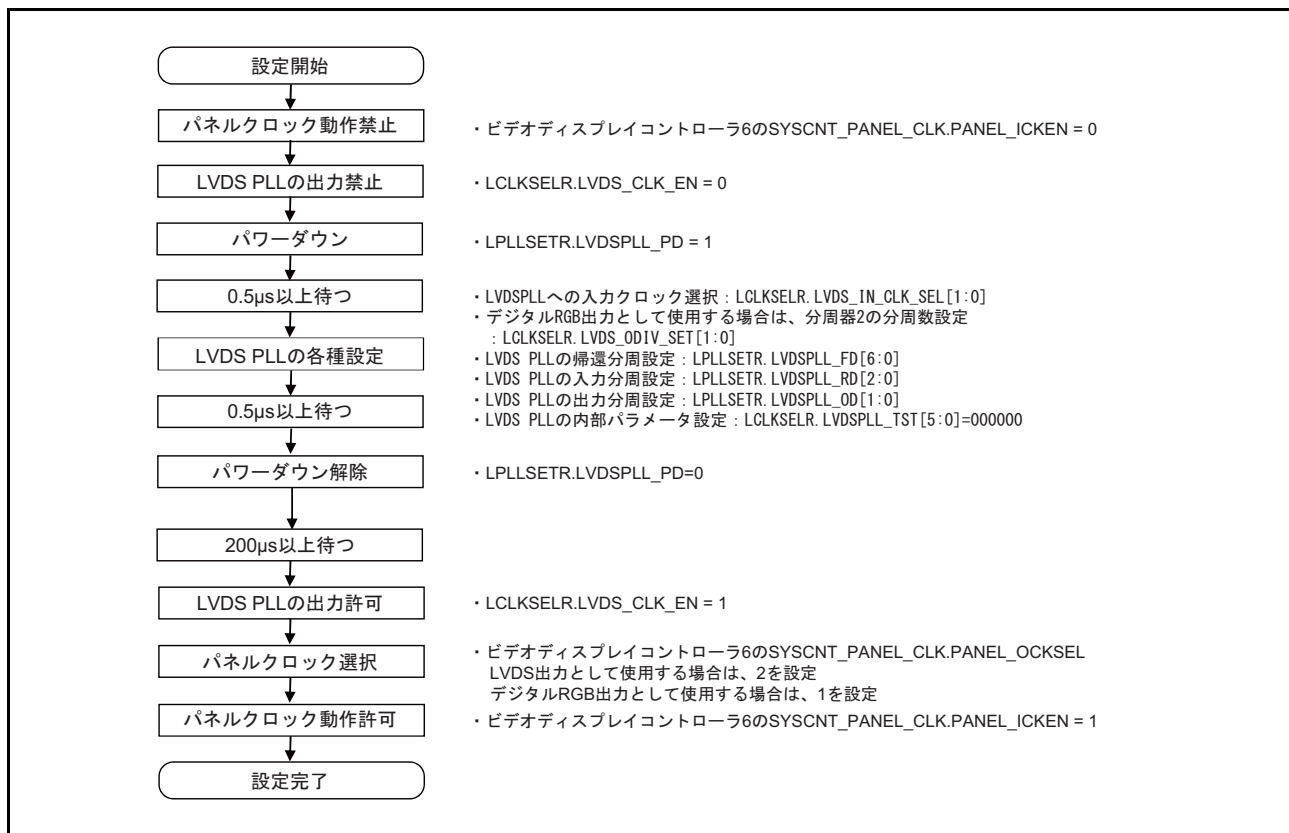 設定開始
パネルクロック動作禁止
・ビデオディスプレイコントローラ6のSYSCNT_PANEL_CLK.PANEL_ICKEN = 0
LVDS PLLの出力禁止
・LCLKSELR.LVDS_CLK_EN = 0
パワーダウン
・LPLLSETR.LVDSPLL_PD = 1
0.5µs以上待つ
・LVDSPLLへの入力クロック選択：LCLKSELR.LVDS_IN_CLK_SEL[1:0]
・デジタルRGB出力として使用する場合は、分周器2の分周数設定
：LCLKSELR.LVDS_ODIV_SET[1:0]
LVDS PLLの各種設定
・LVDS PLLの帰還分周設定：LPLLSETR.LVDSPLL_FD[6:0]
・LVDS PLLの入力分周設定：LPLLSETR.LVDSPLL_RD[2:0]
・LVDS PLLの出力分周設定：LPLLSETR.LVDSPLL_OD[1:0]
0.5µs以上待つ
・LVDS PLLの内部パラメータ設定：LCLKSELR.LVDSPLL_TST[5:0]=000000
パワーダウン解除
・LPLLSETR.LVDSPLL_PD=0
200µs以上待つ
LVDS PLLの出力許可
・LCLKSELR.LVDS_CLK_EN = 1
パネルクロック選択
・ビデオディスプレイコントローラ6のSYSCNT_PANEL_CLK.PANEL_OCKSEL
LVDS出力として使用する場合は、2を設定
デジタルRGB出力として使用する場合は、1を設定
パネルクロック動作許可
・ビデオディスプレイコントローラ6のSYSCNT_PANEL_CLK.PANEL_ICKEN = 1
設定完了